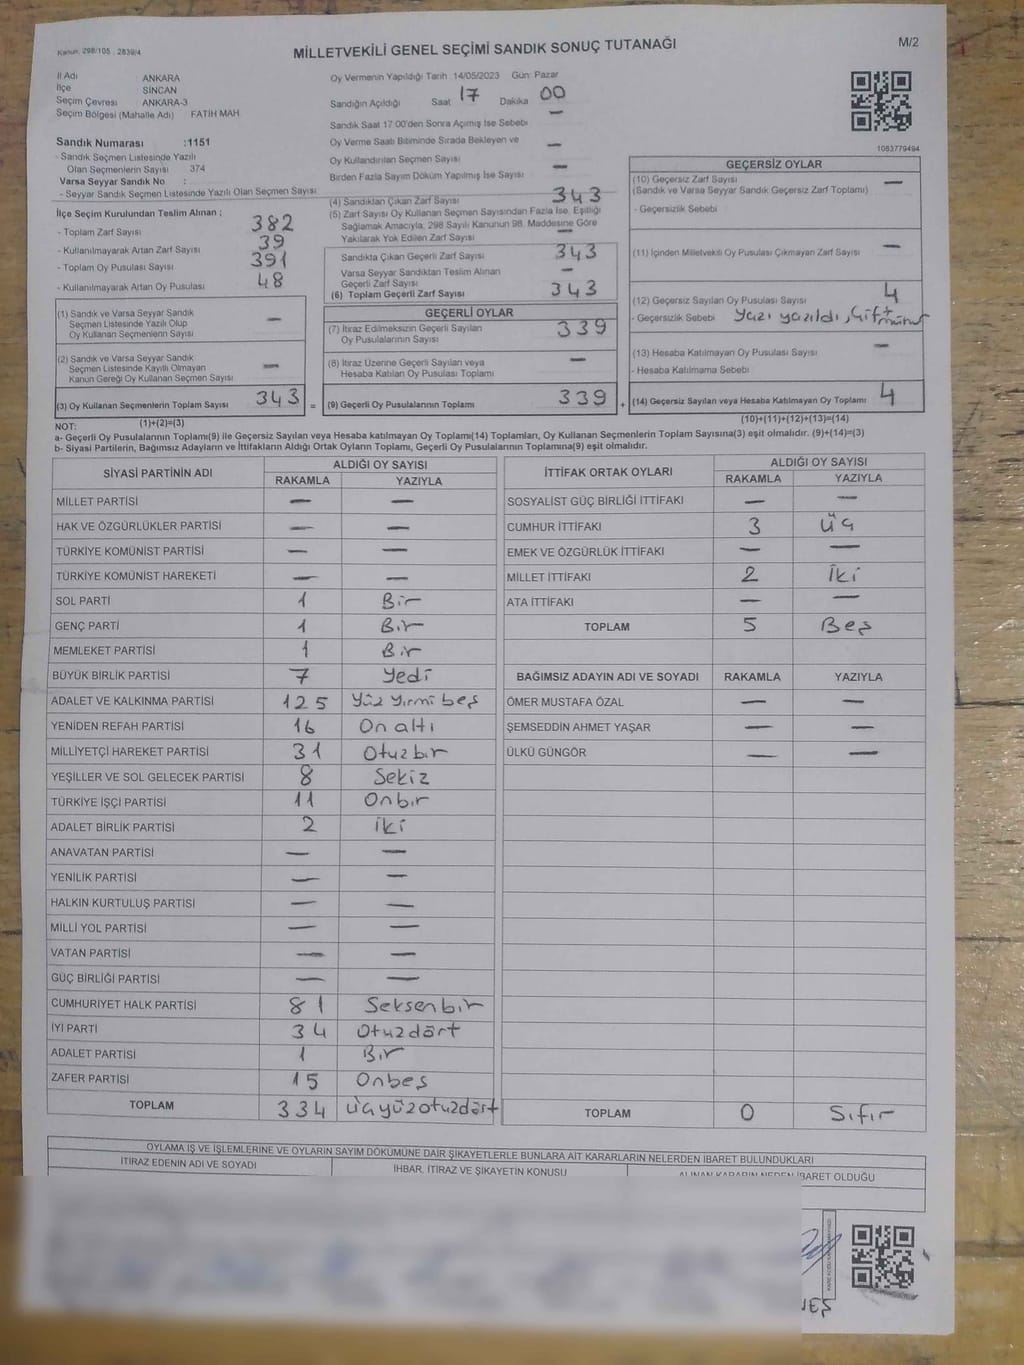 Kanun, 298/105 : 2839/4
MİLLETVEKİLİ GENEL SEÇİMİ SANDIK SONUÇ TUTANAĞI
M/2
İl Adı ANKARA
İlçe SİNCAN
Seçim Çevresi ANKARA-3
Seçim Bölgesi (Mahalle Adı) FATİH MAH
Sandık Numarası :1151
- Sandık Seçmen Listesinde Yazılı
Olan Seçmenlerin Sayısı 374
Varsa Seyyar Sandık No :
- Seyyar Sandık Seçmen Listesinde Yazılı Olan Seçmen Sayısı
Oy Vermenin Yapıldığı Tarih 14/05/2023 Gün: Pazar
Sandığın Açıldığı Saat 17 Dakika 00
Sandık Saat 17:00'den Sonra Açılmış İse Sebebi —
Oy Verme Saati Bitiminde Sırada Bekleyen ve
Oy Kullandırılan Seçmen Sayısı —
Birden Fazla Sayım Döküm Yapılmış İse Sayısı —
1083779494
İlçe Seçim Kurulundan Teslim Alınan :
- Toplam Zarf Sayısı 382
- Kullanılmayarak Artan Zarf Sayısı 39
- Toplam Oy Pusulası Sayısı 391
- Kullanılmayarak Artan Oy Pusulası 48
(1) Sandık ve Varsa Seyyar Sandık
Seçmen Listesinde Yazılı Olup
Oy Kullanan Seçmenlerin Sayısı —
(2) Sandık ve Varsa Seyyar Sandık
Seçmen Listesinde Kayıtlı Olmayan
Kanun Gereği Oy Kullanan Seçmen Sayısı —
(3) Oy Kullanan Seçmenlerin Toplam Sayısı 343 =
(1)+(2)=(3)
(4) Sandıktan Çıkan Zarf Sayısı 343
(5) Zarf Sayısı Oy Kullanan Seçmen Sayısından Fazla İse, Eşitliği
Sağlamak Amacıyla, 298 Sayılı Kanunun 98. Maddesine Göre
Yakılarak Yok Edilen Zarf Sayısı —
Sandıkta Çıkan Geçerli Zarf Sayısı 343
Varsa Seyyar Sandıktan Teslim Alınan
Geçerli Zarf Sayısı —
(6) Toplam Geçerli Zarf Sayısı 343
GEÇERLİ OYLAR
(7) İtiraz Edilmeksizin Geçerli Sayılan
Oy Pusulalarının Sayısı 339
(8) İtiraz Üzerine Geçerli Sayılan veya
Hesaba Katılan Oy Pusulası Toplamı —
(9) Geçerli Oy Pusulalarının Toplamı 339 +
GEÇERSİZ OYLAR
(10) Geçersiz Zarf Sayısı —
(Sandık ve Varsa Seyyar Sandık Geçersiz Zarf Toplamı)
- Geçersizlik Sebebi
(11) İçinden Milletvekili Oy Pusulası Çıkmayan Zarf Sayısı —
(12) Geçersiz Sayılan Oy Pusulası Sayısı 4
- Geçersizlik Sebebi Yazı yazıldı,
(13) Hesaba Katılmayan Oy Pusulası Sayısı —
- Hesaba Katılmama Sebebi
(14) Geçersiz Sayılan veya Hesaba Katılmayan Oy Toplamı 4
(10)+(11)+(12)+(13)=(14)
NOT:
a- Geçerli Oy Pusulalarının Toplamı(9) ile Geçersiz Sayılan veya Hesaba katılmayan Oy Toplamı(14) Toplamları, Oy Kullanan Seçmenlerin Toplam Sayısına(3) eşit olmalıdır. (9)+(14)=(3)
b- Siyasi Partilerin, Bağımsız Adayların ve İttifakların Aldığı Ortak Oyların Toplamı, Geçerli Oy Pusulalarının Toplamına(9) eşit olmalıdır.
SİYASİ PARTİNİN ADI ALDIĞI OY SAYISI
RAKAMLA YAZIYLA
MİLLET PARTİSİ — —
HAK VE ÖZGÜRLÜKLER PARTİSİ — —
TÜRKİYE KOMÜNİST PARTİSİ — —
TÜRKİYE KOMÜNİST HAREKETİ — —
SOL PARTİ 1 Bir
GENÇ PARTİ 1 Bir
MEMLEKET PARTİSİ 1 Bir
BÜYÜK BİRLİK PARTİSİ 7 Yedi
ADALET VE KALKINMA PARTİSİ 125 Yüz Yirmi beş
YENİDEN REFAH PARTİSİ 16 On altı
MİLLİYETÇİ HAREKET PARTİSİ 31 Otuzbir
YEŞİLLER VE SOL GELECEK PARTİSİ 8 Sekiz
TÜRKİYE İŞÇİ PARTİSİ 11 Onbir
ADALET BİRLİK PARTİSİ 2 İki
ANAVATAN PARTİSİ — —
YENİLİK PARTİSİ — —
HALKIN KURTULUŞ PARTİSİ — —
MİLLİ YOL PARTİSİ — —
VATAN PARTİSİ — —
GÜÇ BİRLİĞİ PARTİSİ — —
CUMHURİYET HALK PARTİSİ 81 Seksenbir
İYİ PARTİ 34 Otuzdört
ADALET PARTİSİ 1 Bir
ZAFER PARTİSİ 15 Onbeş
TOPLAM 334 üçyüzotuzdört
İTTİFAK ORTAK OYLARI ALDIĞI OY SAYISI
RAKAMLA YAZIYLA
SOSYALİST GÜÇ BİRLİĞİ İTTİFAKI — —
CUMHUR İTTİFAKI 3 üç
EMEK VE ÖZGÜRLÜK İTTİFAKI — —
MİLLET İTTİFAKI 2 İki
ATA İTTİFAKI — —
TOPLAM 5 Beş
BAĞIMSIZ ADAYIN ADI VE SOYADI RAKAMLA YAZIYLA
ÖMER MUSTAFA ÖZAL — —
ŞEMSEDDİN AHMET YAŞAR — —
ÜLKÜ GÜNGÖR — —
TOPLAM 0 Sıfır
OYLAMA İŞ VE İŞLEMLERİNE VE OYLARIN SAYIM DÖKÜMÜNE DAİR ŞİKAYETLERLE BUNLARA AİT KARARLARIN NELERDEN İBARET BULUNDUKLARI
İTİRAZ EDENİN ADI VE SOYADI İHBAR, İTİRAZ VE ŞİKAYETİN KONUSU ALINAN KARARIN NEDEN İBARET OLDUĞU